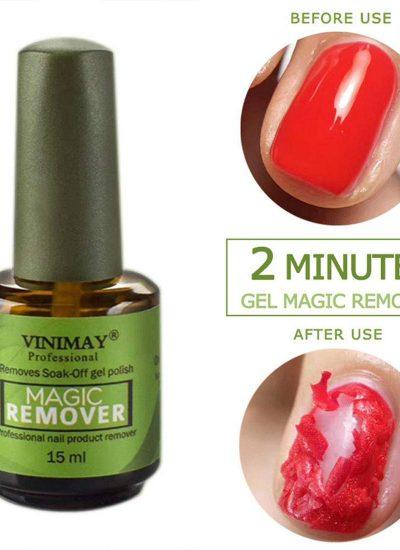 BEFORE USE
2 MINUTE
GEL MAGIC REMO
AFTER USE
VINIMAY®
Professional
Removes Soak-Off gel polish
MAGIC
REMOVER
Professional nail product remover
15 ml